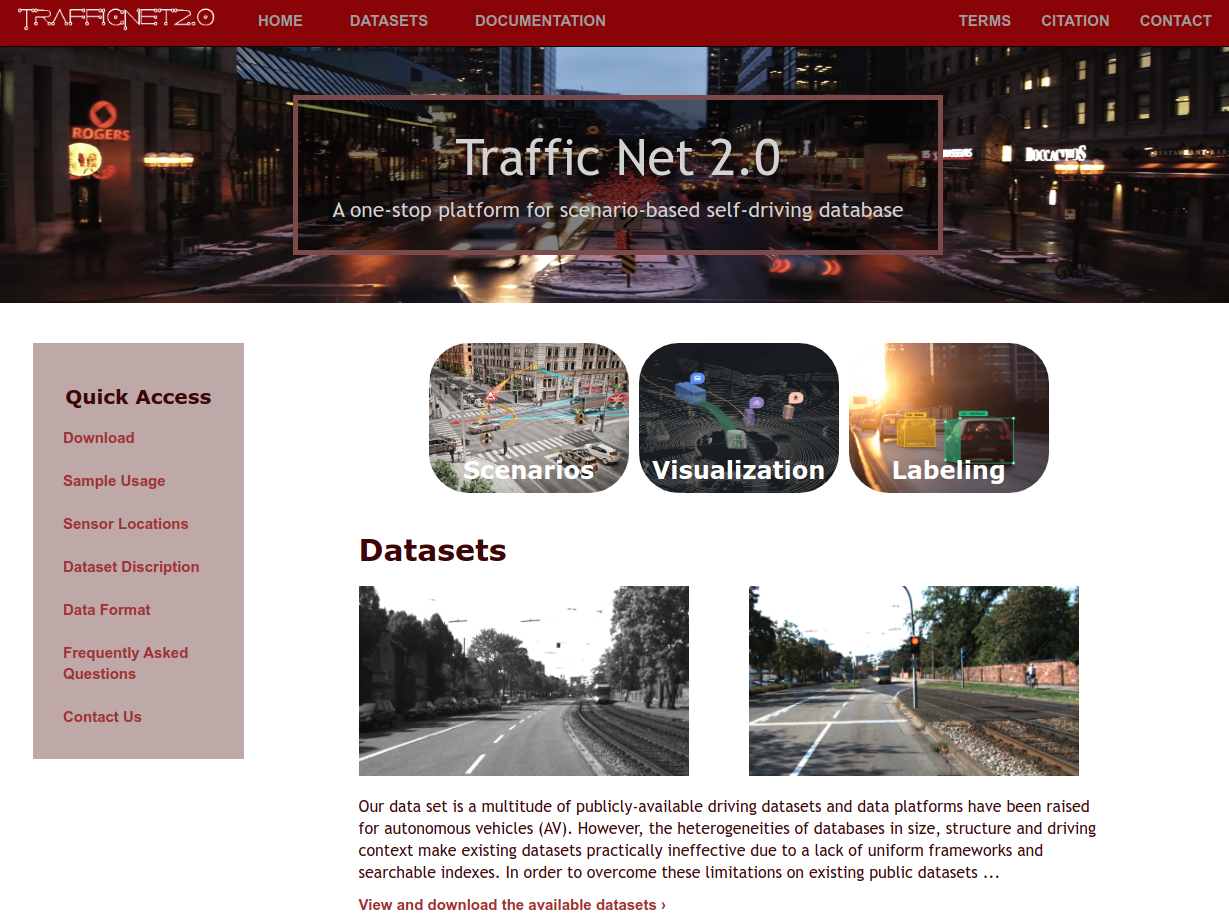 TRAFFICNET2.0
HOME
DATASETS
DOCUMENTATION
TERMS
CITATION
CONTACT
ROGERS
BOCCACINOS
Traffic Net 2.0
A one-stop platform for scenario-based self-driving database
Quick Access
Download
Sample Usage
Sensor Locations
Dataset Discription
Data Format
Frequently Asked
Questions
Contact Us
Scenarios
Visualization
Labeling
Datasets
Our data set is a multitude of publicly-available driving datasets and data platforms have been raised
for autonomous vehicles (AV). However, the heterogeneities of databases in size, structure and driving
context make existing datasets practically ineffective due to a lack of uniform frameworks and
searchable indexes. In order to overcome these limitations on existing public datasets ...
View and download the available datasets ›